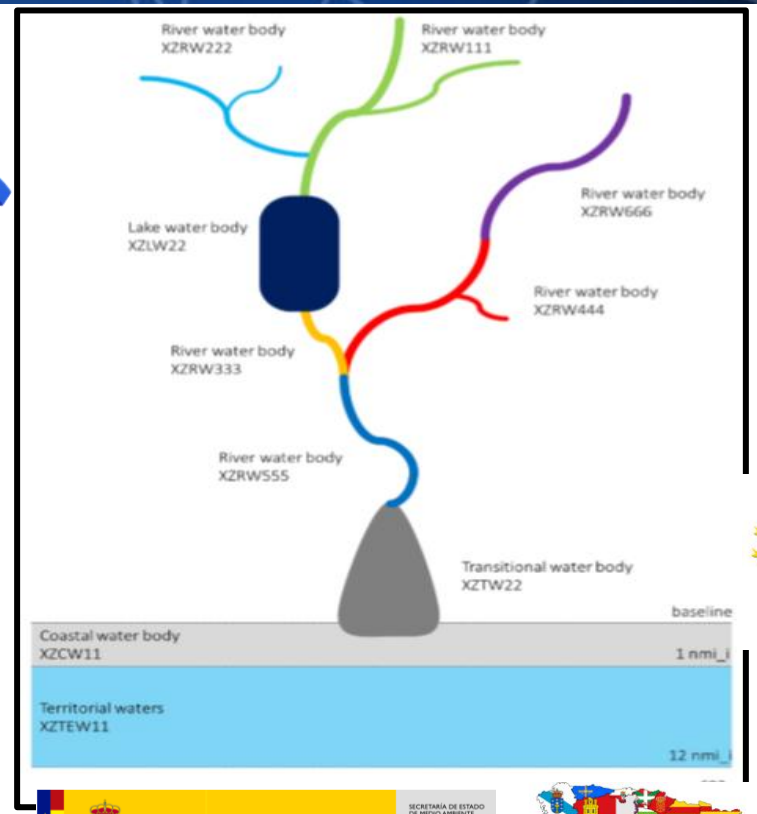 River water body
XZRW222
River water body
XZRW111
River water body
XZRW666
Lake water body
XZLW22
River water body
XZRW444
River water body
XZRW333
River water body
XZRW555
Transitional water body
XZTW22
baseline
Coastal water body
XZCW11
1 nmi_i
Territorial waters
XZTEW11
12 nmi_i
SECRETARÍA DE ESTADO
DE MEDIO AMBIENTE